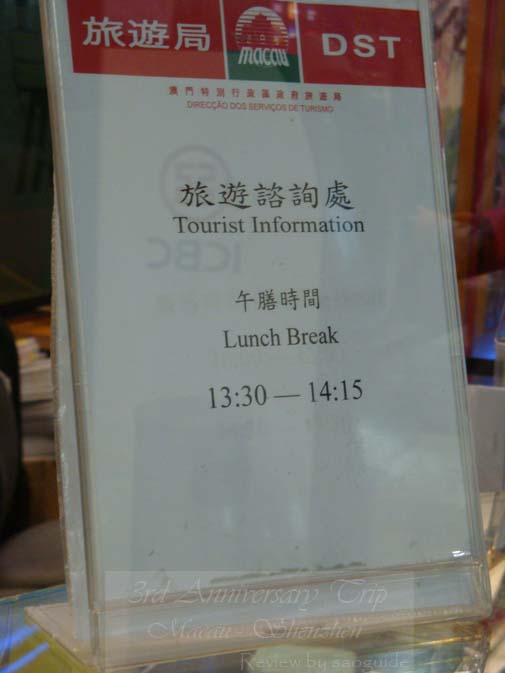 旅遊局
macau
DST
澳門特別行政區政府旅遊局
DIRECÇÃO DOS SERVIÇOS DE TURISMO
旅遊諮詢處
Tourist Information
ICBC
午膳時間
Lunch Break
13:30 — 14:15
3rd Anniversary Trip
Macau - Shenzhen
Review by saoguide